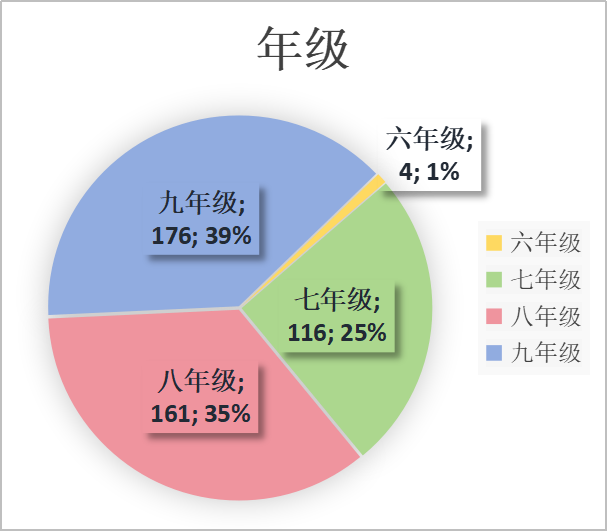 年级
六年级;
4; 1%
九年级;
176; 39%
七年级;
116; 25%
八年级;
161; 35%
六年级
七年级
八年级
九年级